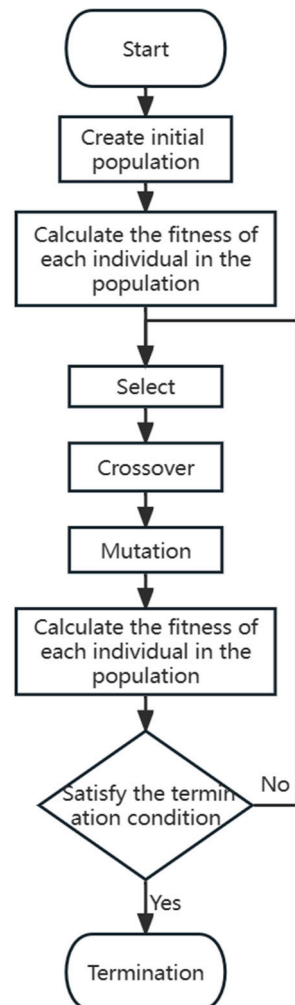 Start
Create initial
population
Calculate the fitness of
each individual in the
population
Select
Crossover
Mutation
Calculate the fitness of
each individual in the
population
Satisfy the termin
ation condition
No
Yes
Termination